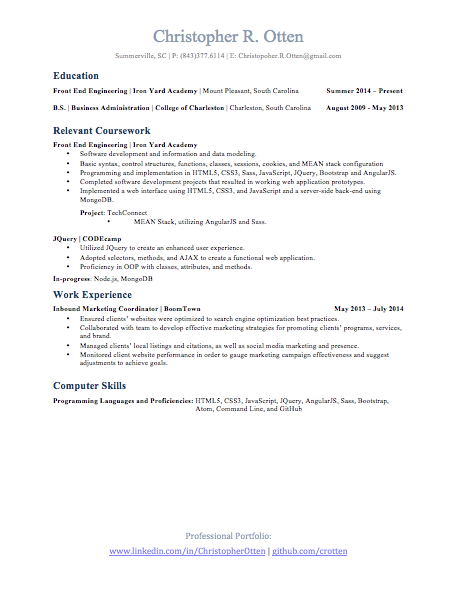 Christopher R. Otten
Summerville, SC | P: (843)377.6114 | E: Christopoher.R.Otten@gmail.com
Education
Front End Engineering | Iron Yard Academy | Mount Pleasant, South Carolina Summer 2014 – Present
B.S. | Business Administration | College of Charleston | Charleston, South Carolina August 2009 - May 2013
Relevant Coursework
Front End Engineering | Iron Yard Academy
• Software development and information and data modeling.
• Basic syntax, control structures, functions, classes, sessions, cookies, and MEAN stack configuration
• Programming and implementation in HTML5, CSS3, Sass, JavaScript, JQuery, Bootstrap and AngularJS.
• Completed software development projects that resulted in working web application prototypes.
• Implemented a web interface using HTML5, CSS3, and JavaScript and a server-side back-end using
MongoDB.
Project: TechConnect
• MEAN Stack, utilizing AngularJS and Sass.
JQuery | CODEcamp
• Utilized JQuery to create an enhanced user experience.
• Adopted selectors, methods, and AJAX to create a functional web application.
• Proficiency in OOP with classes, attributes, and methods.
In-progress: Node.js, MongoDB
Work Experience
Inbound Marketing Coordinator | BoomTown May 2013 – July 2014
• Ensured clients' websites were optimized to search engine optimization best practices.
• Collaborated with team to develop effective marketing strategies for promoting clients' programs, services,
and brand.
• Managed clients' local listings and citations, as well as social media marketing and presence.
• Monitored client website performance in order to gauge marketing campaign effectiveness and suggest
adjustments to achieve goals.
Computer Skills
Programming Languages and Proficiencies: HTML5, CSS3, JavaScript, JQuery, AngularJS, Sass, Bootstrap,
Atom, Command Line, and GitHub
Professional Portfolio:
www.linkedin.com/in/ChristopherOtten | github.com/crotten